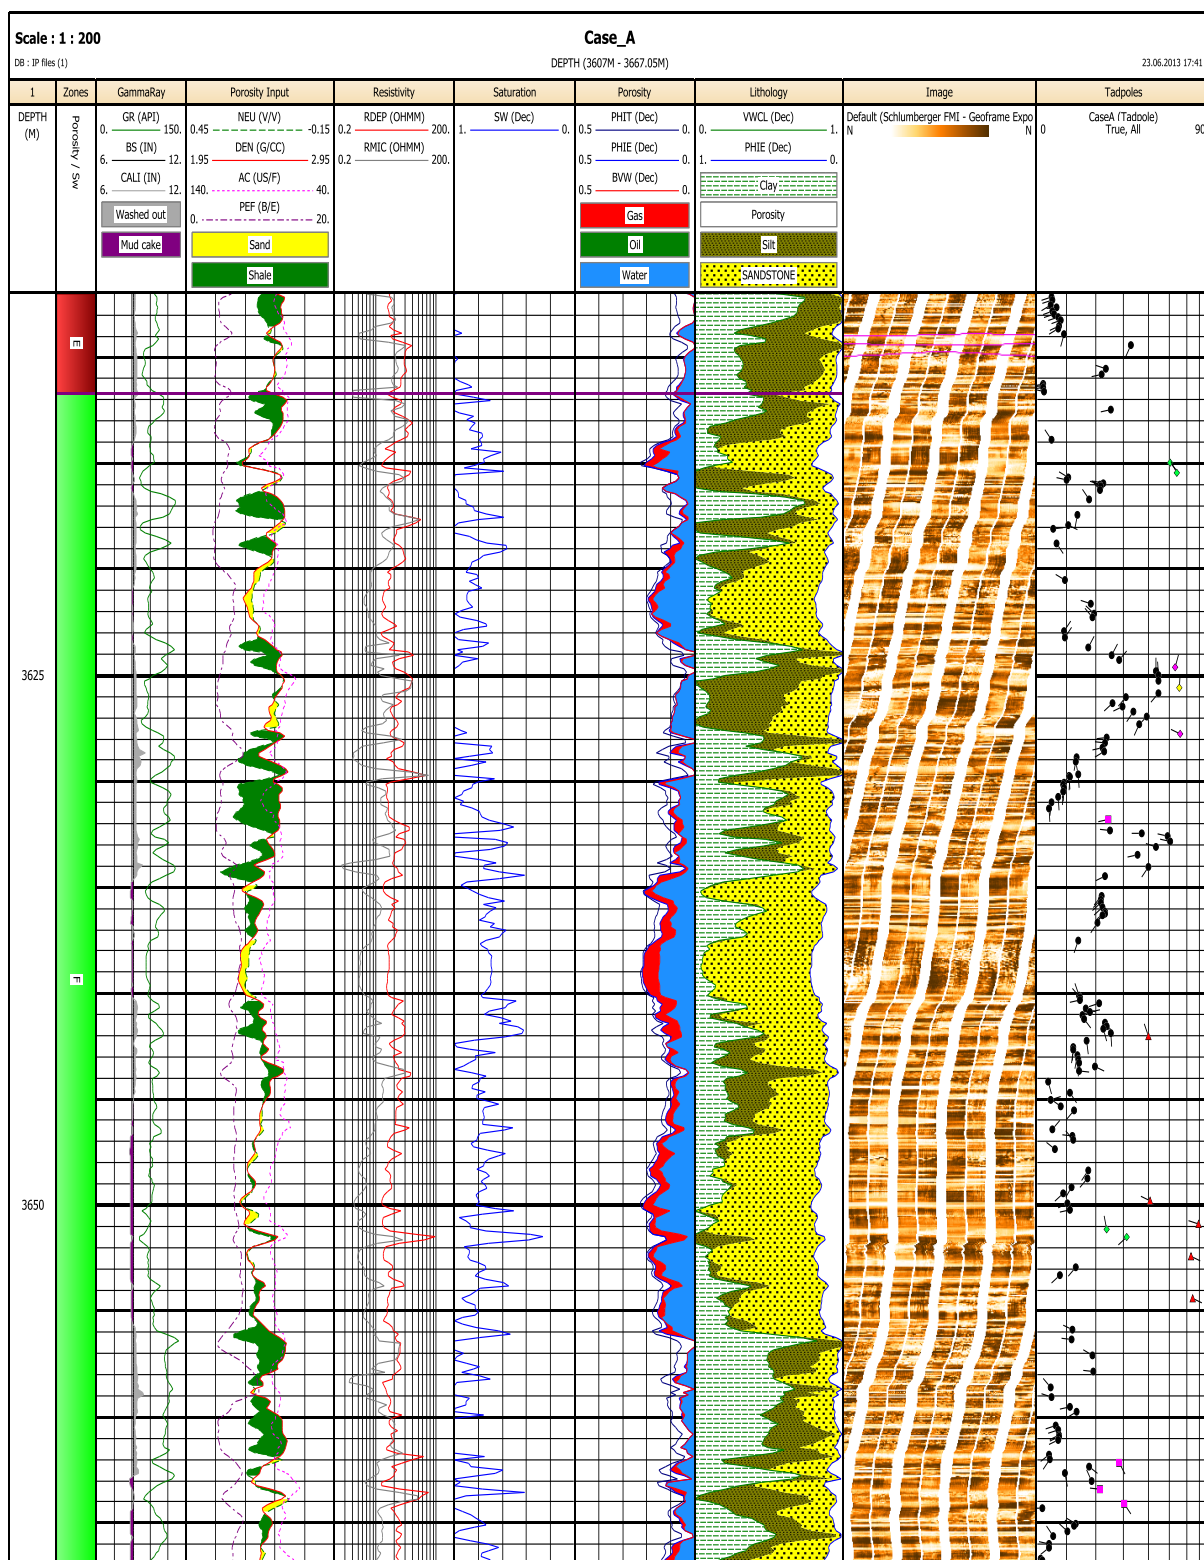 Scale : 1 : 200
Case_A
DB : IP files (1)
DEPTH (3607M - 3667.05M)
23.06.2013 17:41
1
Zones
GammaRay
Porosity Input
Resistivity
Saturation
Porosity
Lithology
Image
Tadpoles
DEPTH
(M)
Porosity / Sw
GR (API)
0. 150.
BS (IN)
6. 12.
CALI (IN)
6. 12.
Washed out
Mud cake
NEU (V/V)
0.45 -0.15
DEN (G/CC)
1.95 2.95
AC (US/F)
140. 40.
PEF (B/E)
0. 20.
Sand
Shale
RDEP (OHMM)
0.2 200.
RMIC (OHMM)
0.2 200.
SW (Dec)
1. 0.
PHIT (Dec)
0.5 0.
PHIE (Dec)
0.5 0.
BVW (Dec)
0.5 0.
Gas
Oil
Water
VWCL (Dec)
0. 1.
PHIE (Dec)
1. 0.
Clay
Porosity
Silt
SANDSTONE
Default (Schlumberger FMI - Geoframe Expo
N N
CaseA (Tadpole)
0 True, All 90
E
3625
F
3650